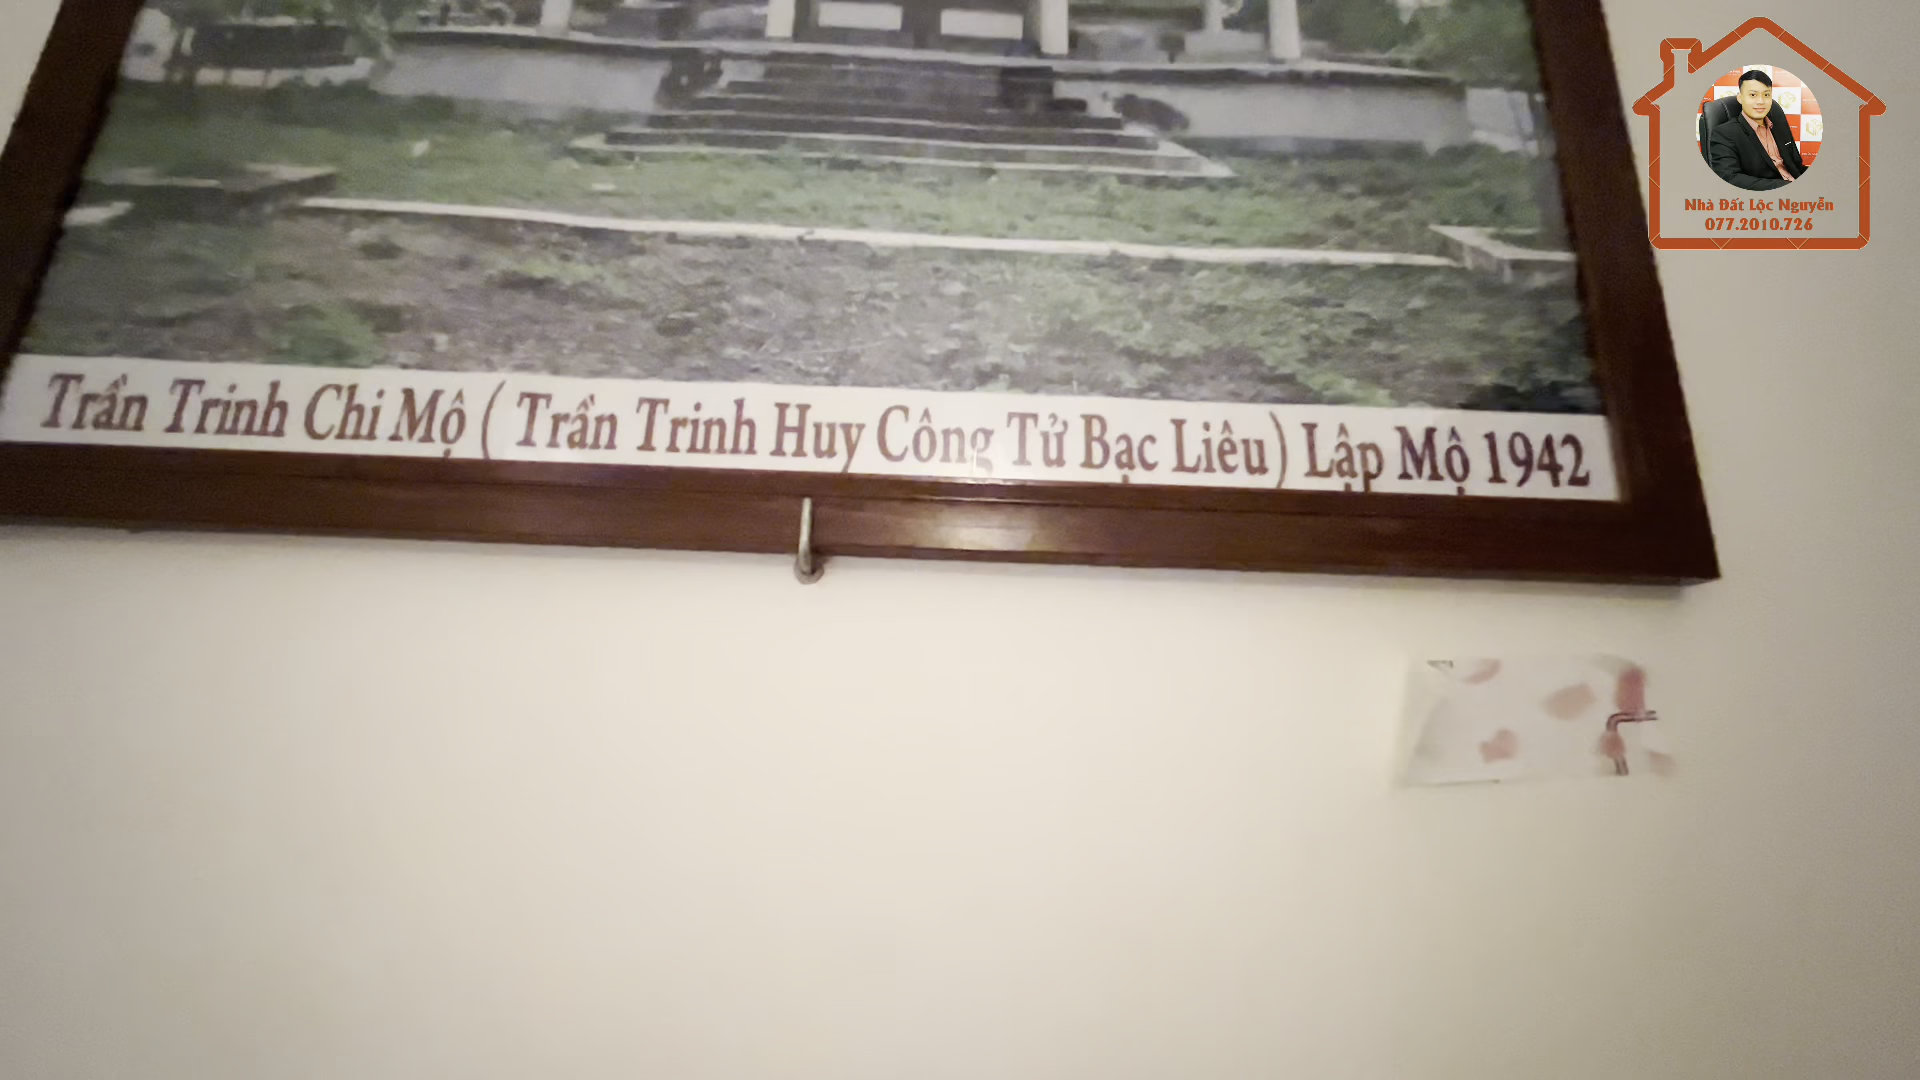 Nhà Đất Lộc Nguyễn
077.2010.726
Trần Trinh Chi Mộ ( Trần Trinh Huy Công Tử Bạc Liêu) Lập Mộ 1942